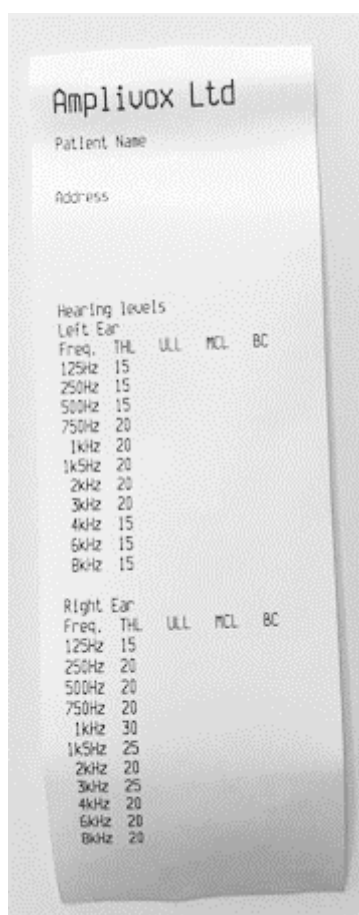 Amplivox Ltd
Patient Name
Address
Hearing levels
Left Ear
Freq. THL ULL MCL BC
125Hz 15
250Hz 15
500Hz 15
750Hz 20
1kHz 20
1k5Hz 20
2kHz 20
3kHz 20
4kHz 15
6kHz 15
8kHz 15
Right Ear
Freq. THL ULL MCL BC
125Hz 15
250Hz 20
500Hz 20
750Hz 20
1kHz 30
1k5Hz 25
2kHz 20
3kHz 25
4kHz 20
6kHz 20
8kHz 20